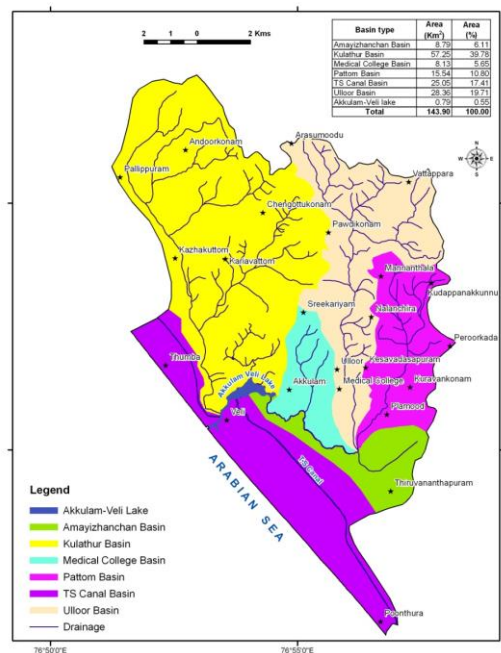 2 1 0 2 Kms
Basin type Area (Km²) Area (%)
Amayizhanchan Basin 8.79 6.11
Kulathur Basin 57.25 39.78
Medical College Basin 8.13 5.65
Pattom Basin 15.54 10.80
TS Canal Basin 25.05 17.41
Ulloor Basin 28.36 19.71
Akkulam-Veli lake 0.79 0.55
Total 143.90 100.00
N
W E
S
Arasumoodu
Andoorkonam
Pallippuram
Vattappara
Chengottukonam
Pawdikonam
Kazhakuttom
Kariavattom
Mannanthala
Kudappanakkunnu
Sreekariyam
Nalanchira
Peroorkada
Thumba
Ulloor
Kesavadasapuram
Akkulam Veli Lake
Akkulam
Medical College
Kuravankonam
Veli
Plamood
TS Canal
Thiruvananthapuram
ARABIAN SEA
Poonthura
Legend
Akkulam-Veli Lake
Amayizhanchan Basin
Kulathur Basin
Medical College Basin
Pattom Basin
TS Canal Basin
Ulloor Basin
Drainage
76°50'0"E 76°55'0"E